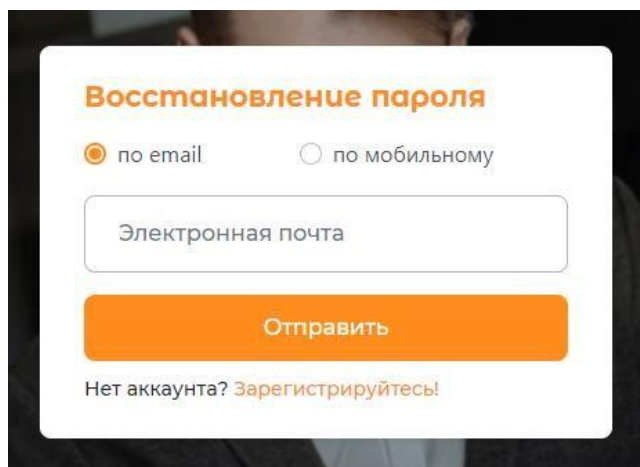 Восстановление пароля
по email по мобильному
Электронная почта
Отправить
Нет аккаунта? Зарегистрируйтесь!